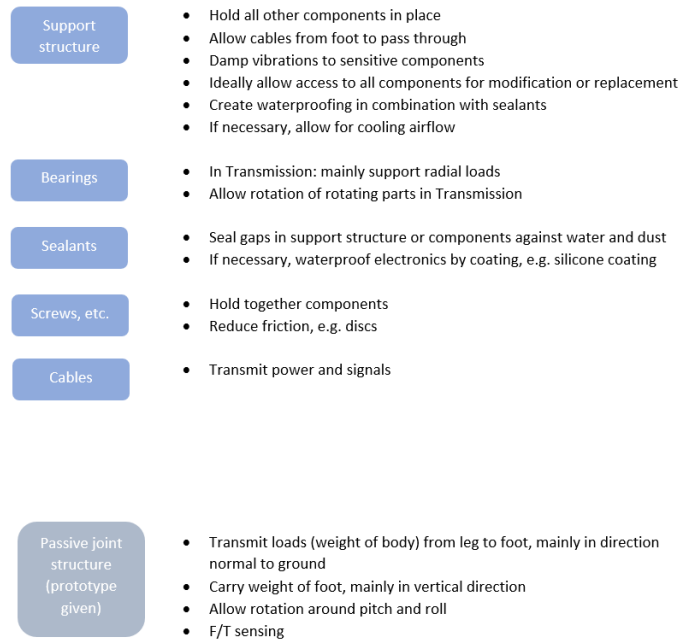 Support
structure
• Hold all other components in place
• Allow cables from foot to pass through
• Damp vibrations to sensitive components
• Ideally allow access to all components for modification or replacement
• Create waterproofing in combination with sealants
• If necessary, allow for cooling airflow
Bearings
• In Transmission: mainly support radial loads
• Allow rotation of rotating parts in Transmission
Sealants
• Seal gaps in support structure or components against water and dust
• If necessary, waterproof electronics by coating, e.g. silicone coating
Screws, etc.
• Hold together components
• Reduce friction, e.g. discs
Cables
• Transmit power and signals
Passive joint
structure
(prototype
given)
• Transmit loads (weight of body) from leg to foot, mainly in direction
normal to ground
• Carry weight of foot, mainly in vertical direction
• Allow rotation around pitch and roll
• F/T sensing